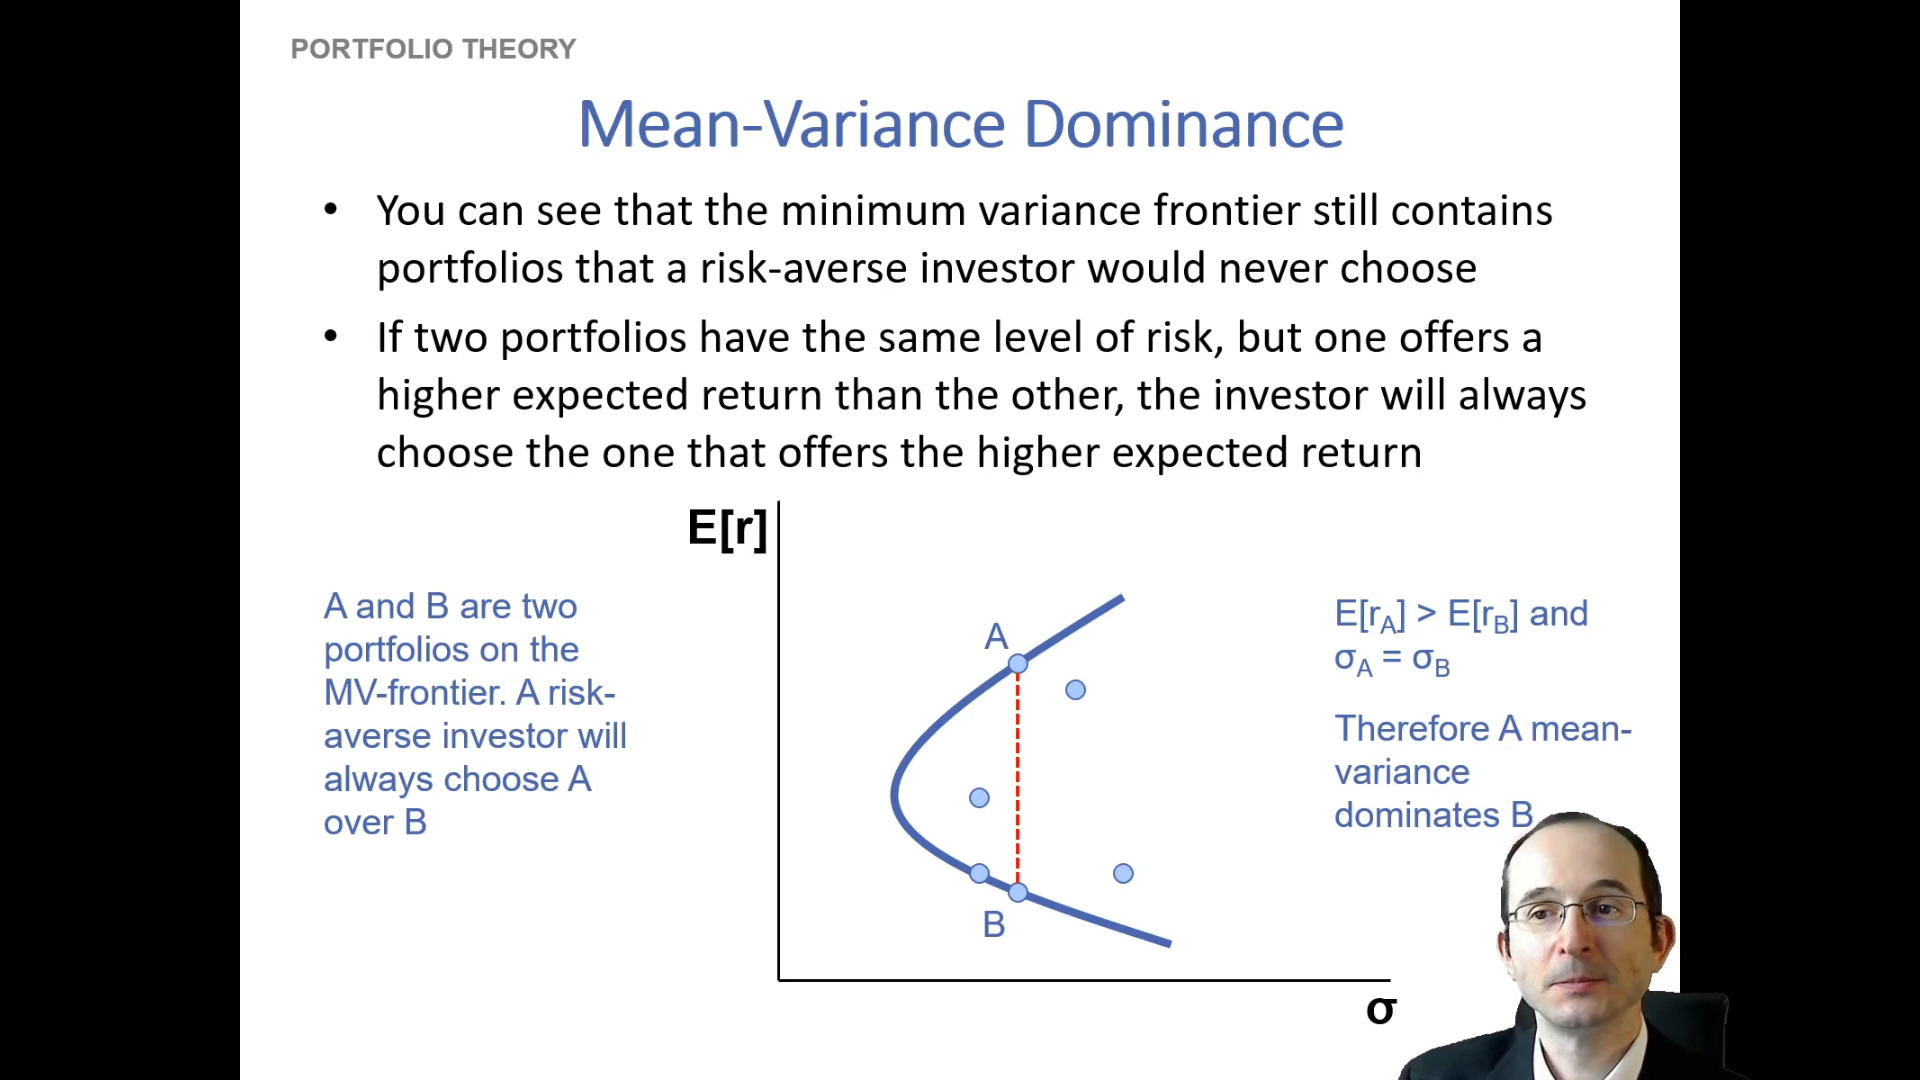 PORTFOLIO THEORY
Mean-Variance Dominance
• You can see that the minimum variance frontier still contains
portfolios that a risk-averse investor would never choose
• If two portfolios have the same level of risk, but one offers a
higher expected return than the other, the investor will always
choose the one that offers the higher expected return
E[r]
A and B are two
portfolios on the
MV-frontier. A risk-
averse investor will
always choose A
over B
A
B
σ
E[rA] > E[rB] and
σA = σB
Therefore A mean-
variance
dominates B